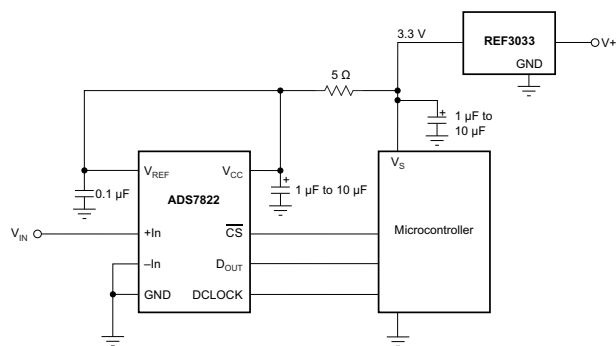 3.3 V
REF3033
V+
GND
5 Ω
1 μF to
10 μF
VREF
VCC
VS
0.1 μF
ADS7822
1 μF to 10 μF
VIN
+In
CS
Microcontroller
–In
DOUT
GND
DCLOCK